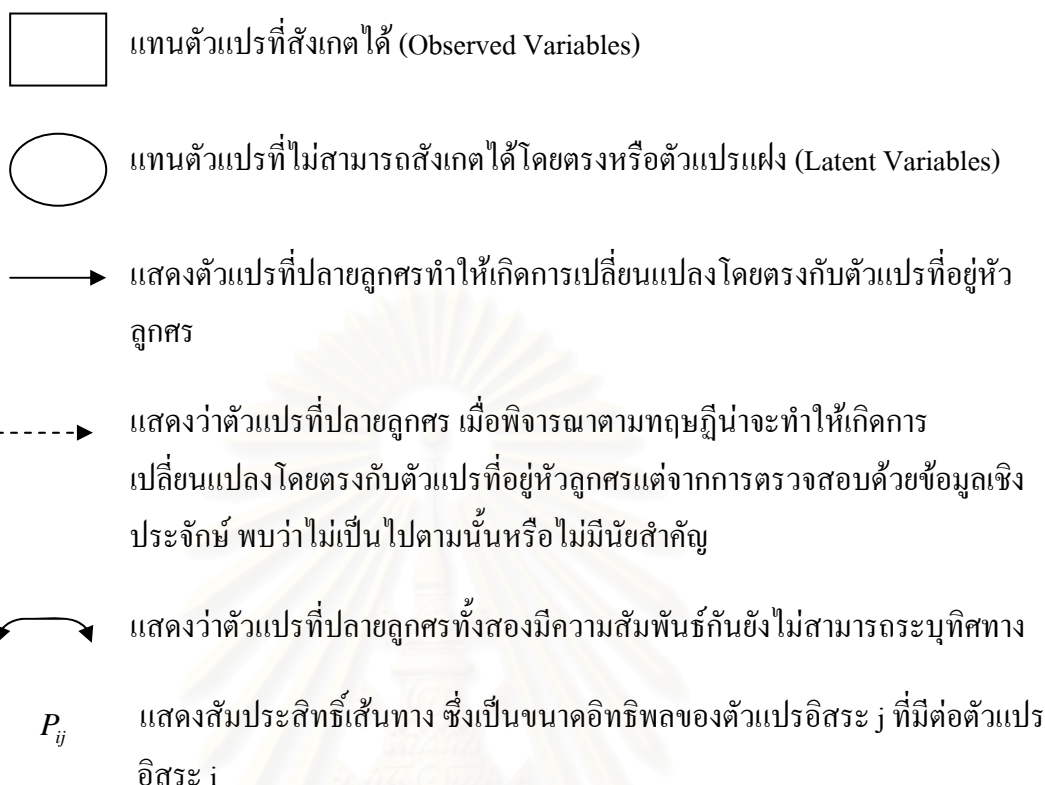 แทนตัวแปรที่สังเกตได้ (Observed Variables)
แทนตัวแปรที่ไม่สามารถสังเกตได้โดยตรงหรือตัวแปรแฝง (Latent Variables)
แสดงตัวแปรที่ปลายลูกศรทำให้เกิดการเปลี่ยนแปลงโดยตรงกับตัวแปรที่อยู่หัว
ลูกศร
แสดงว่าตัวแปรที่ปลายลูกศร เมื่อพิจารณาตามทฤษฎีน่าจะทำให้เกิดการ
เปลี่ยนแปลงโดยตรงกับตัวแปรที่อยู่หัวลูกศรแต่จากการตรวจสอบด้วยข้อมูลเชิง
ประจักษ์ พบว่าไม่เป็นไปตามนั้นหรือไม่มีนัยสำคัญ
แสดงว่าตัวแปรที่ปลายลูกศรทั้งสองมีความสัมพันธ์กันยังไม่สามารถระบุทิศทาง
P_{ij} แสดงสัมประสิทธิ์เส้นทาง ซึ่งเป็นขนาดอิทธิพลของตัวแปรอิสระ j ที่มีต่อตัวแปร
อิสระ i